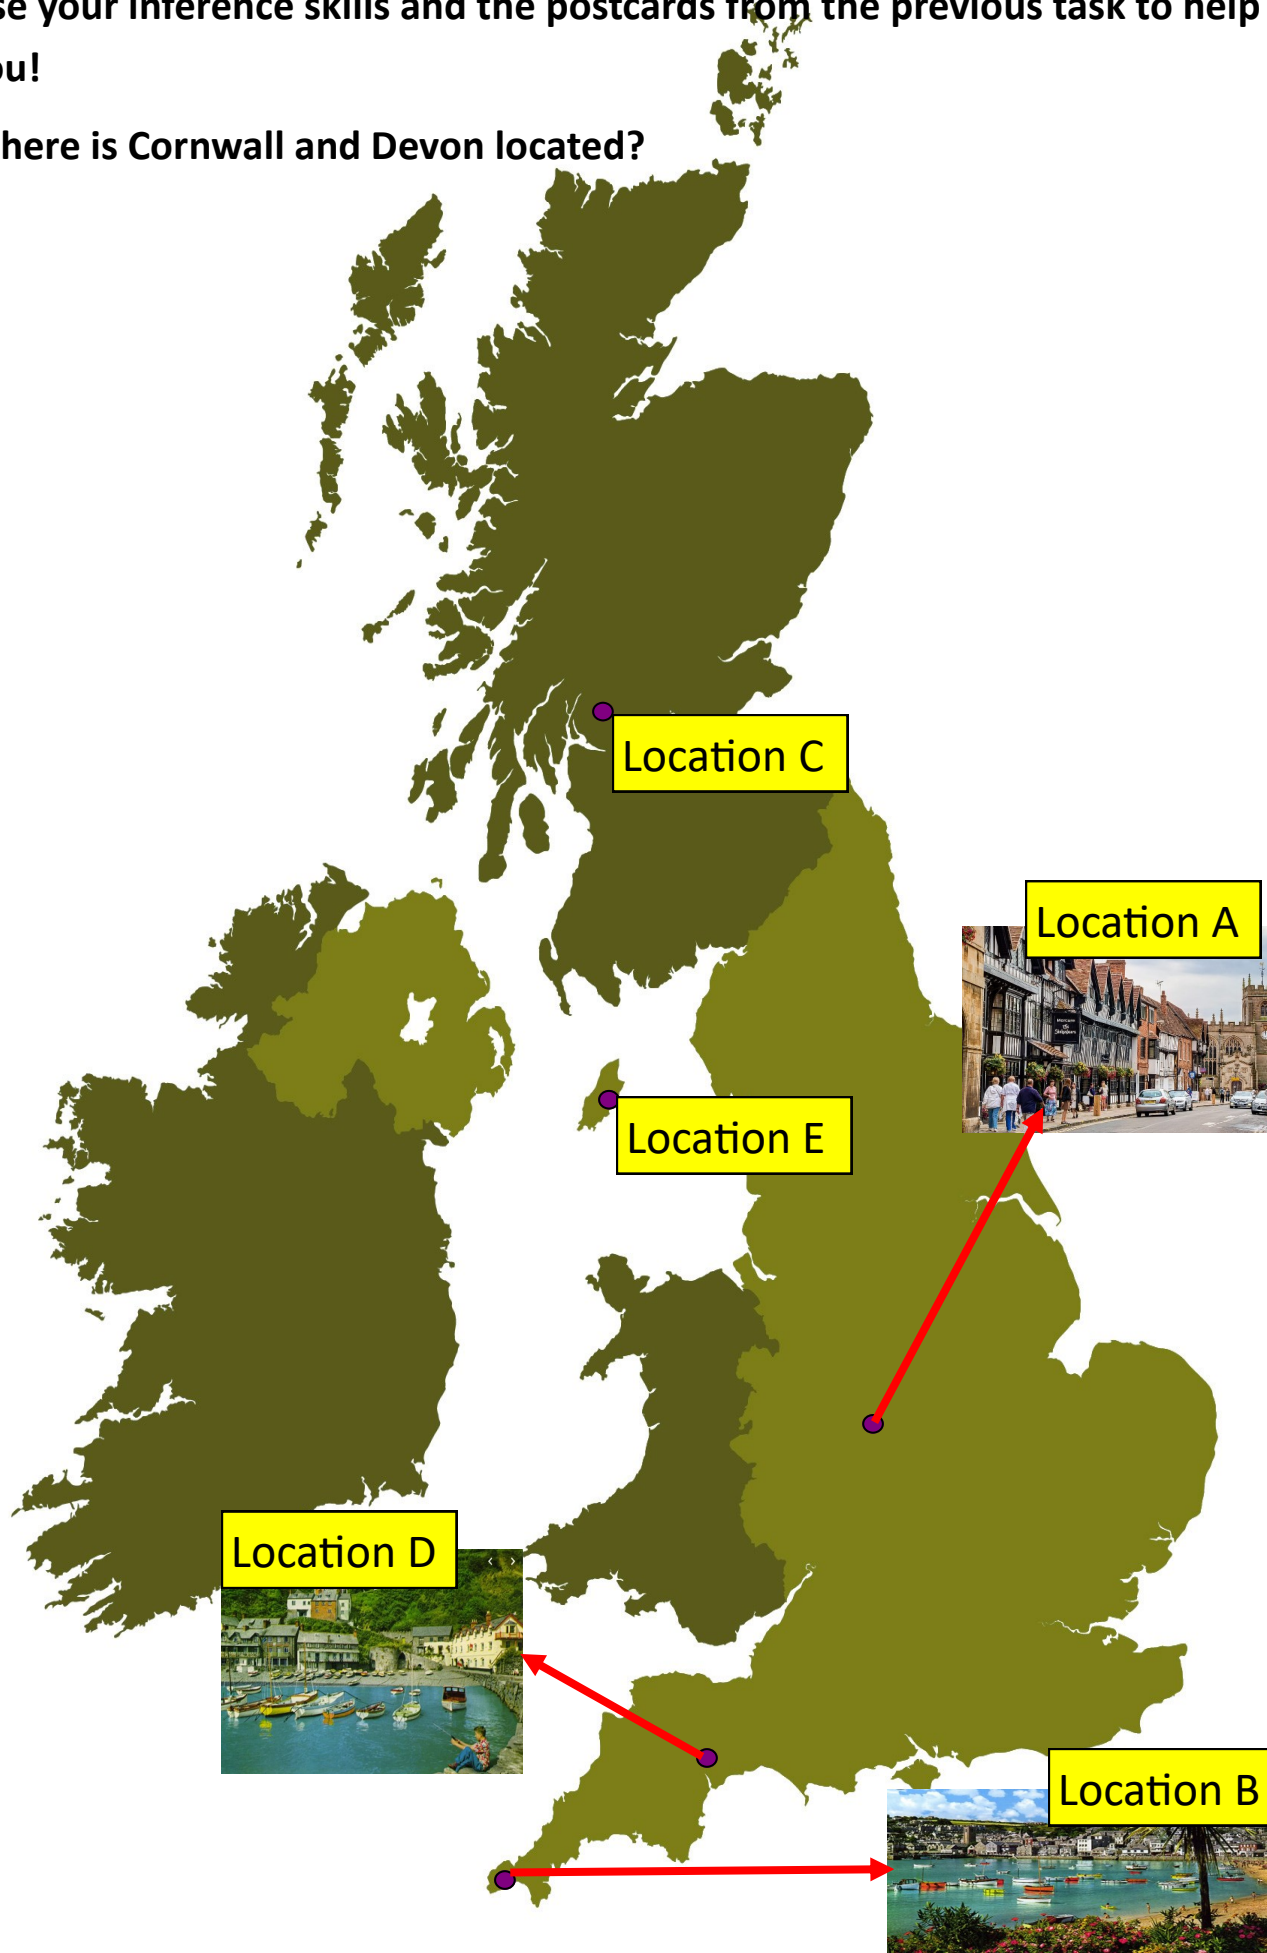 se your inference skills and the postcards from the previous task to help
ou!
here is Cornwall and Devon located?
Location C
Location A
Location E
Location D
Location B